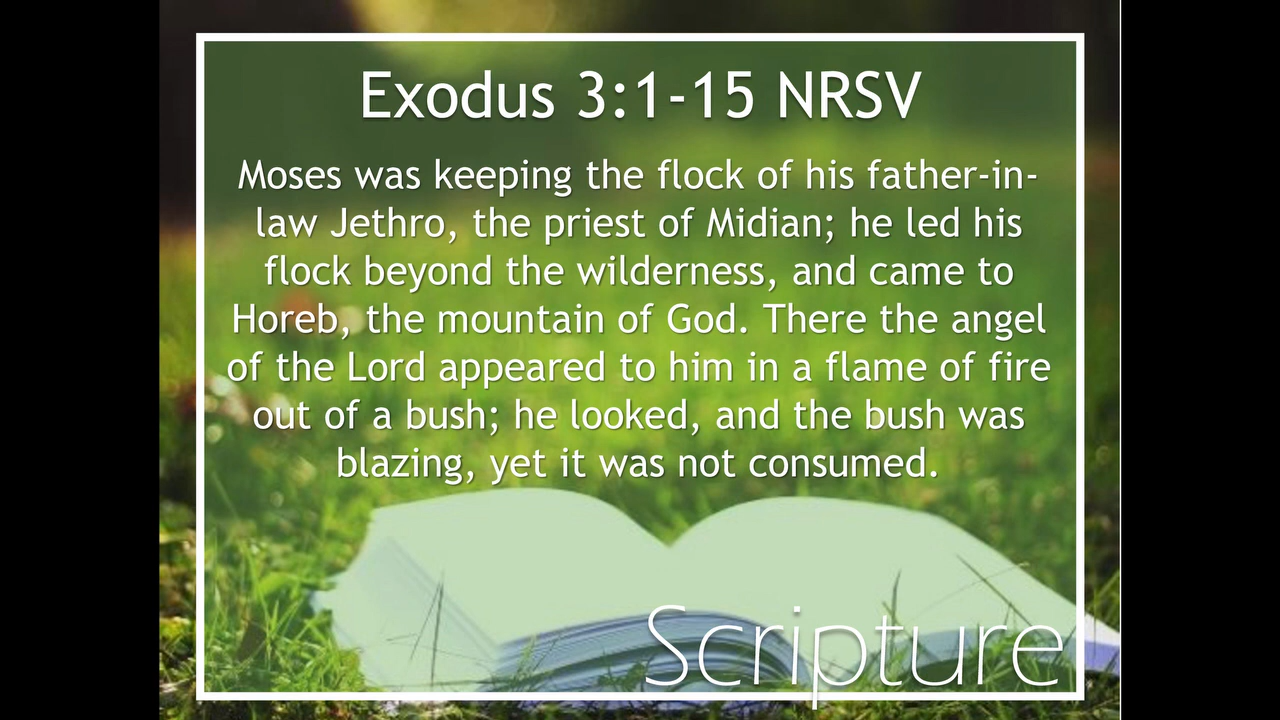 Exodus 3:1-15 NRSV
Moses was keeping the flock of his father-in-
law Jethro, the priest of Midian; he led his
flock beyond the wilderness, and came to
Horeb, the mountain of God. There the angel
of the Lord appeared to him in a flame of fire
out of a bush; he looked, and the bush was
blazing, yet it was not consumed.
Scripture